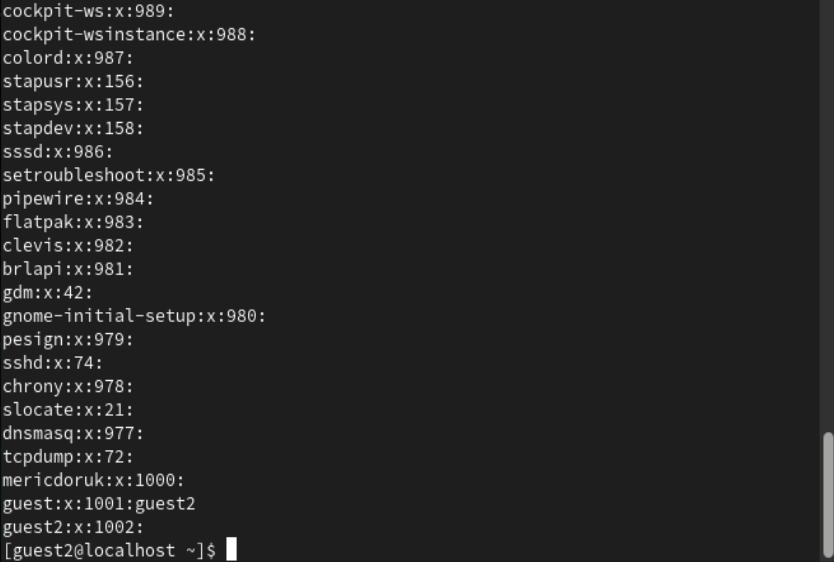 cockpit-ws:x:989:
cockpit-wsinstance:x:988:
colord:x:987:
stapusr:x:156:
stapsys:x:157:
stapdev:x:158:
sssd:x:986:
setroubleshoot:x:985:
pipewire:x:984:
flatpak:x:983:
clevis:x:982:
brlapi:x:981:
gdm:x:42:
gnome-initial-setup:x:980:
pesign:x:979:
sshd:x:74:
chrony:x:978:
slocate:x:21:
dnsmasq:x:977:
tcpdump:x:72:
mericdoruk:x:1000:
guest:x:1001:guest2
guest2:x:1002:
[guest2@localhost ~]$